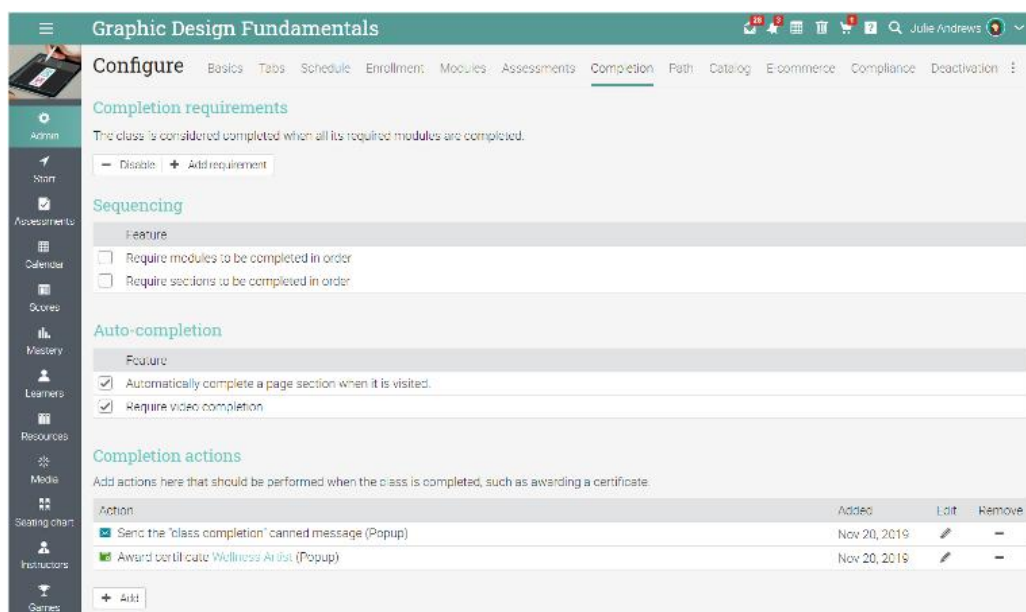 Graphic Design Fundamentals
28
3
1
Julie Andrews
Configure Basics Tabs Schedule Enrollment Modules Assessments Completion Path Catalog E-commerce Compliance Deactivation
Admin
Start
Assessments
Calendar
Scores
Mastery
Learners
Resources
Media
Seating chart
Instructors
Games
Completion requirements
The class is considered completed when all its required modules are completed.
Disable Add requirement
Sequencing
Feature
Require modules to be completed in order
Require sections to be completed in order
Auto-completion
Feature
Automatically complete a page section when it is visited.
Require video completion
Completion actions
Add actions here that should be performed when the class is completed, such as awarding a certificate.
Action Added Edit Remove
Send the "class completion" canned message (Popup) Nov 20, 2019
Award certificate Wellness Artist (Popup) Nov 20, 2019
Add